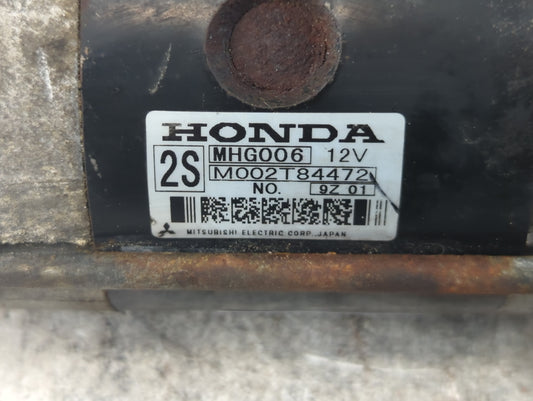 HONDA
2S MHG006 12V
M002T84472
NO. 9Z 01
MITSUBISHI ELECTRIC CORP., JAPAN